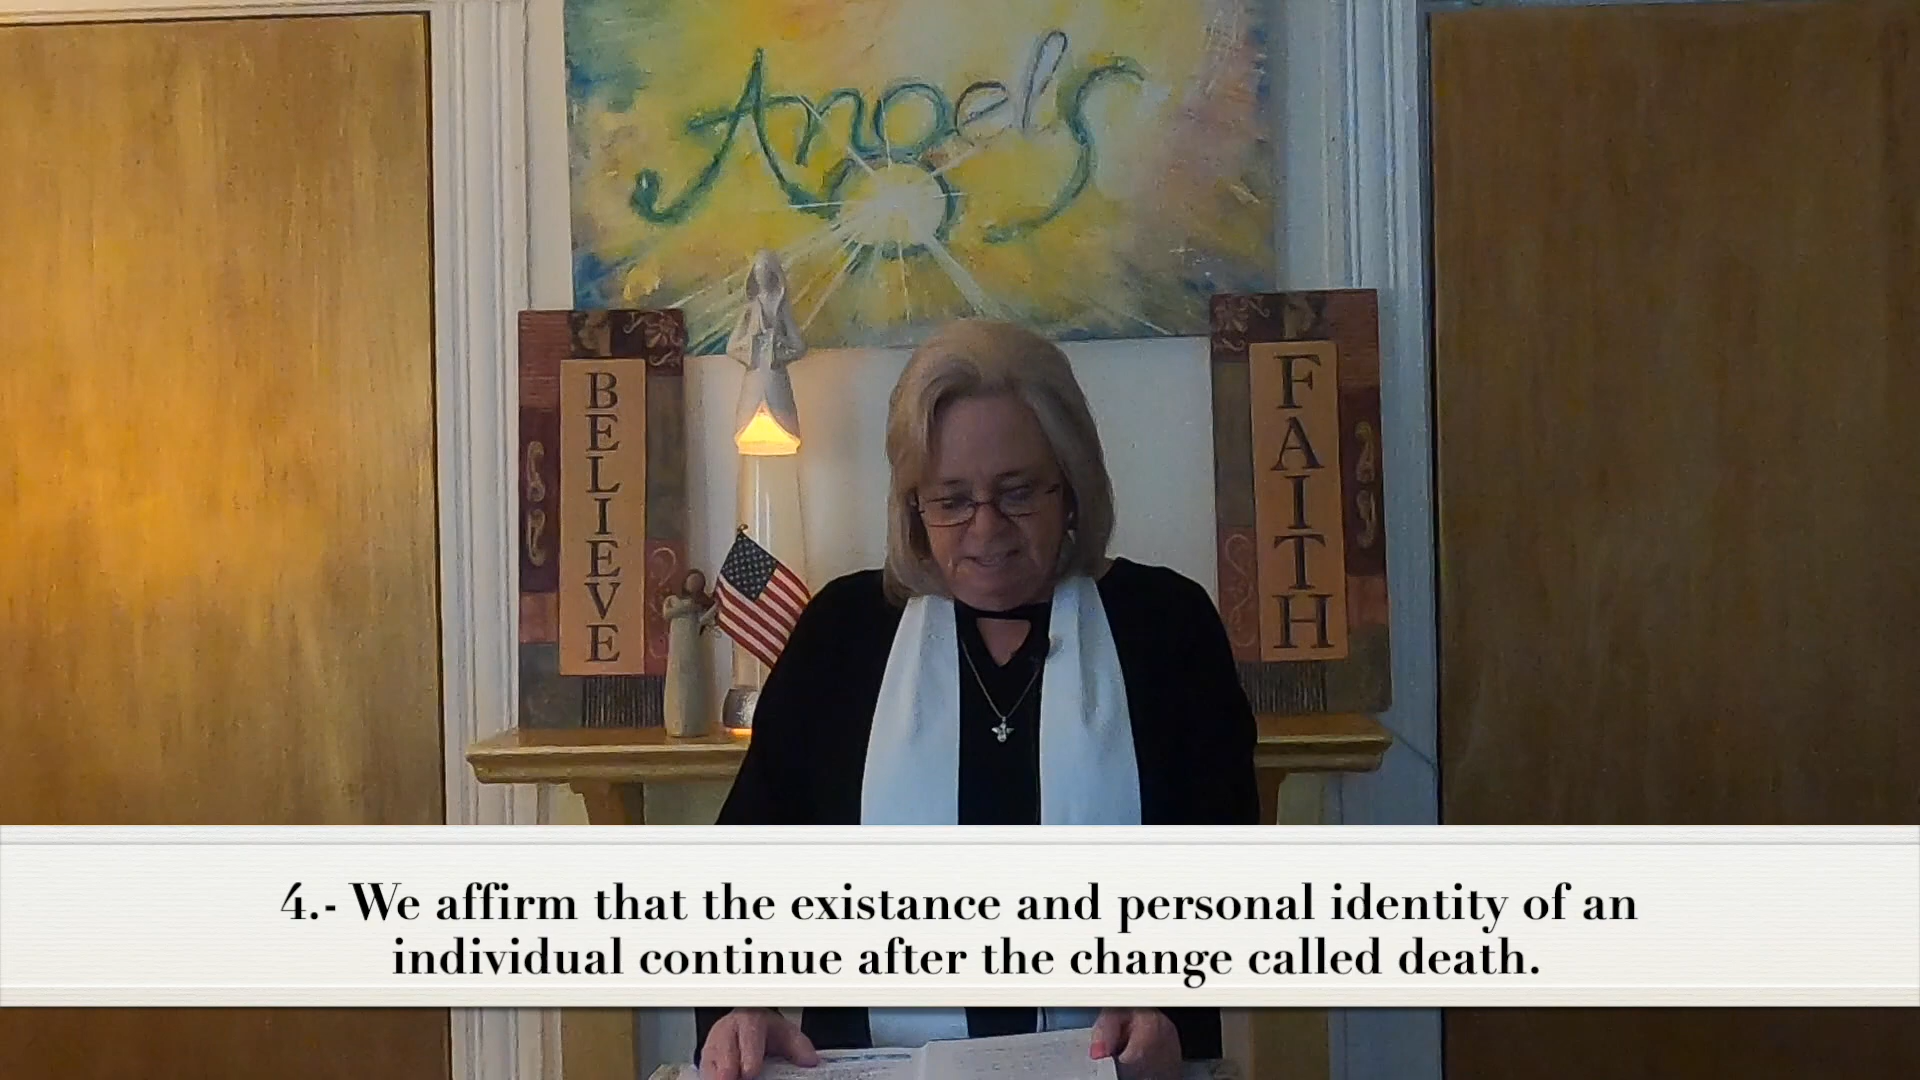 Angels
BELIEVE
FAITH
4.- We affirm that the existance and personal identity of an
individual continue after the change called death.